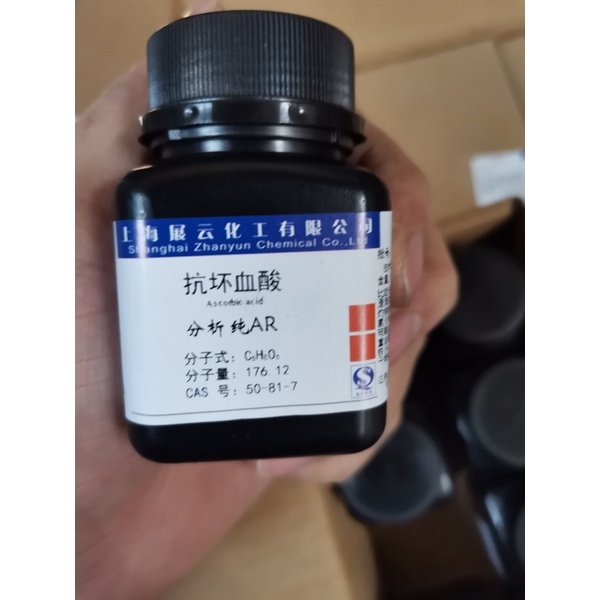 上海展云化工有限公司
Shanghai Zhanyun Chemical Co.,Ltd
抗坏血酸
Ascorbic acid
分析纯AR
分子式：C₆H₈O₆
分子量：176.12
CAS 号：50-81-7